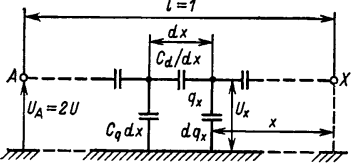 l=1
dx
A
C_d/dx
X
U_A=2U
q_x
U_x
C_q dx
dq_x
x